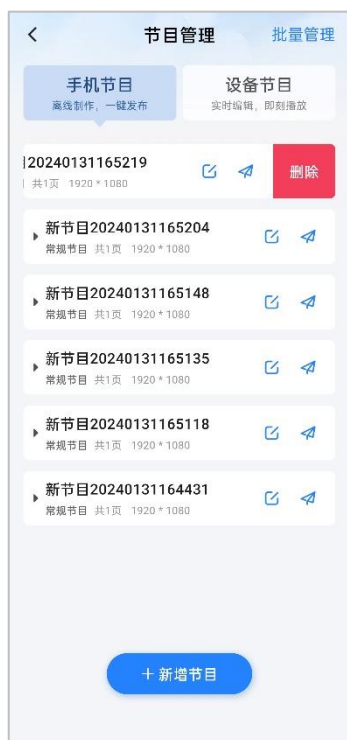 节目管理
批量管理
手机节目
离线制作，一键发布
设备节目
实时编辑，即刻播放
20240131165219
共1页 1920*1080
删除
新节目20240131165204
常规节目 共1页 1920*1080
新节目20240131165148
常规节目 共1页 1920*1080
新节目20240131165135
常规节目 共1页 1920*1080
新节目20240131165118
常规节目 共1页 1920*1080
新节目20240131164431
常规节目 共1页 1920*1080
+新增节目